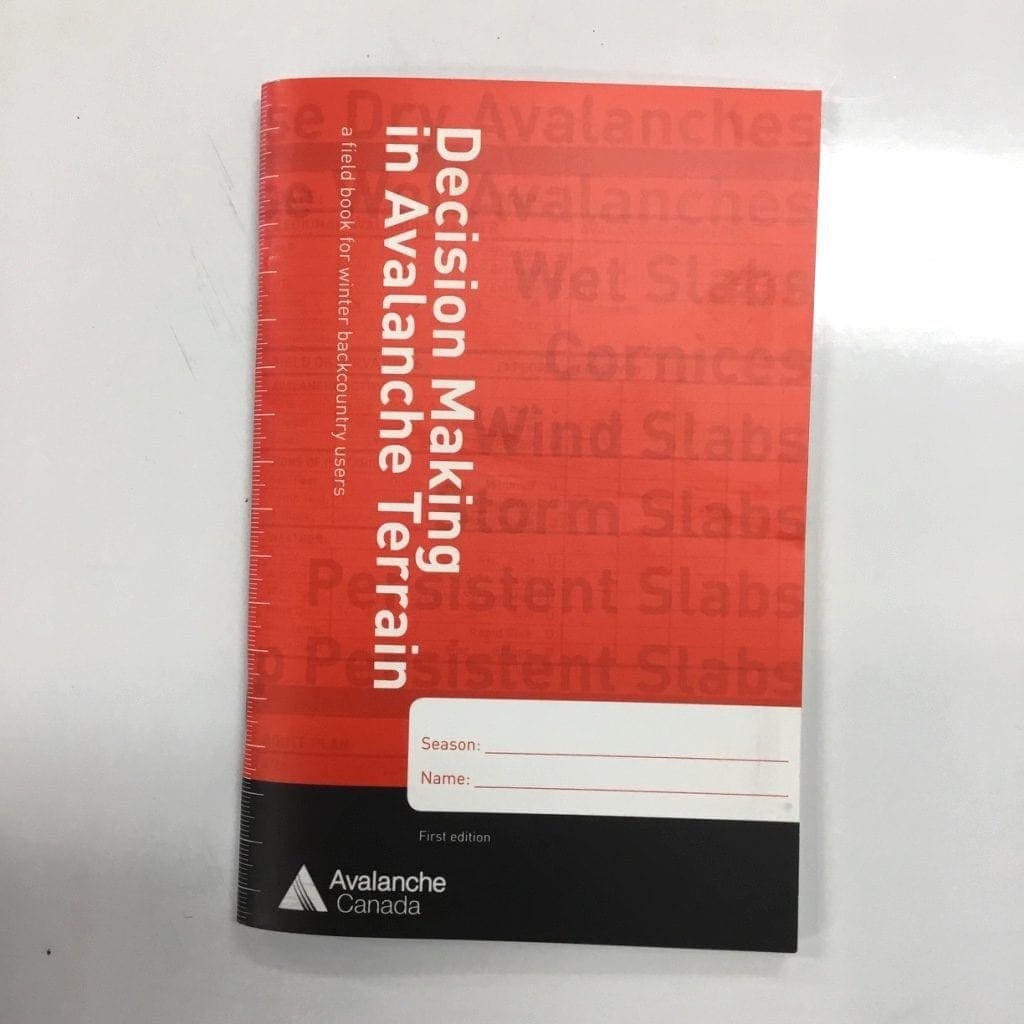 Decision Making
in Avalanche Terrain
a field book for winter backcountry users
Dry Avalanches
Avalanches
Wet Slabs
Cornices
Wind Slabs
Storm Slabs
Persistent Slabs
Persistent Slabs
Season:
Name:
First edition
Avalanche
Canada